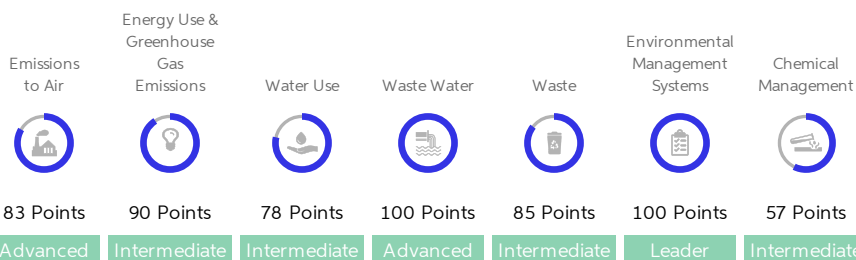 Emissions
to Air
Energy Use &
Greenhouse
Gas
Emissions
Water Use
Waste Water
Waste
Environmental
Management
Systems
Chemical
Management
83 Points
90 Points
78 Points
100 Points
85 Points
100 Points
57 Points
Advanced
Intermediate
Intermediate
Advanced
Intermediate
Leader
Intermediate